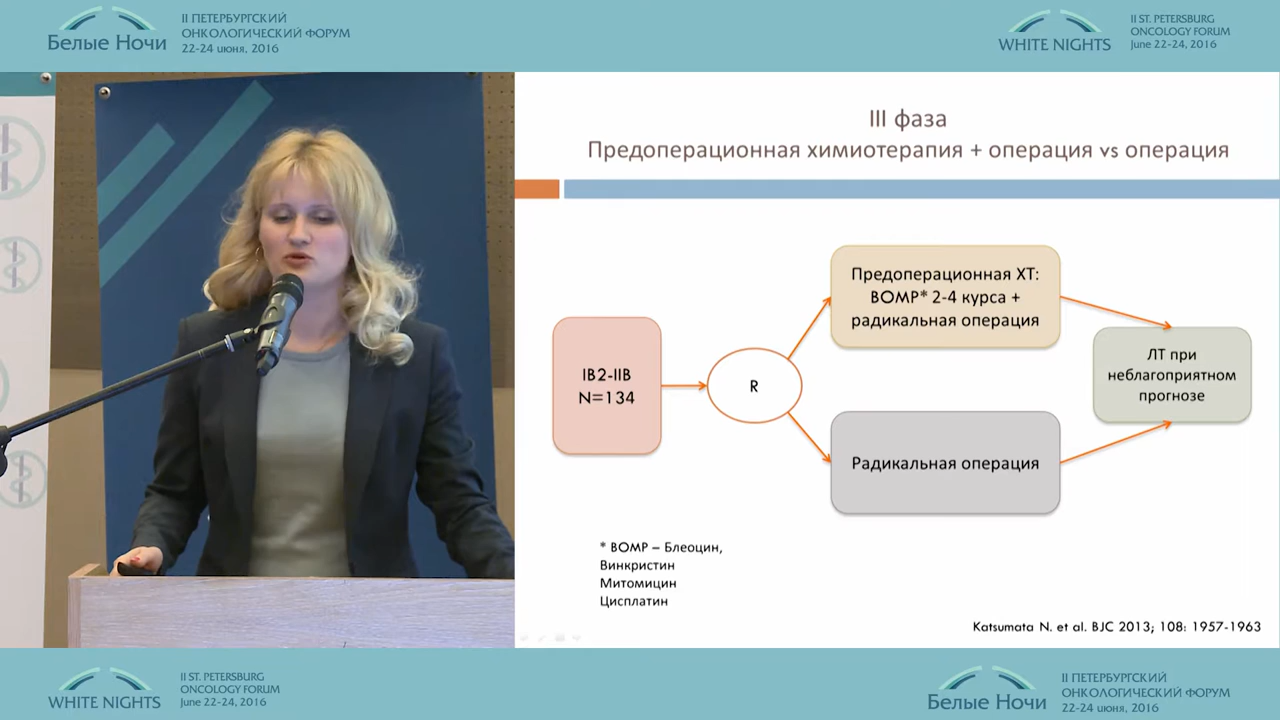 II ПЕТЕРБУРГСКИЙ
ОНКОЛОГИЧЕСКИЙ ФОРУМ
Белые Ночи
22-24 июня, 2016
II ST. PETERSBURG
ONCOLOGY FORUM
WHITE NIGHTS
June 22-24, 2016
III фаза
Предоперационная химиотерапия + операция vs операция
IB2-IIB
N=134
R
Предоперационная ХТ:
BOMP* 2-4 курса +
радикальная операция
Радикальная операция
ЛТ при
неблагоприятном
прогнозе
* BOMP – Блеоцин,
Винкристин
Митомицин
Цисплатин
Katsumata N. et al. BJC 2013; 108: 1957-1963
II ST. PETERSBURG
ONCOLOGY FORUM
WHITE NIGHTS
June 22-24, 2016
II ПЕТЕРБУРГСКИЙ
ОНКОЛОГИЧЕСКИЙ ФОРУМ
Белые Ночи
22-24 июня, 2016